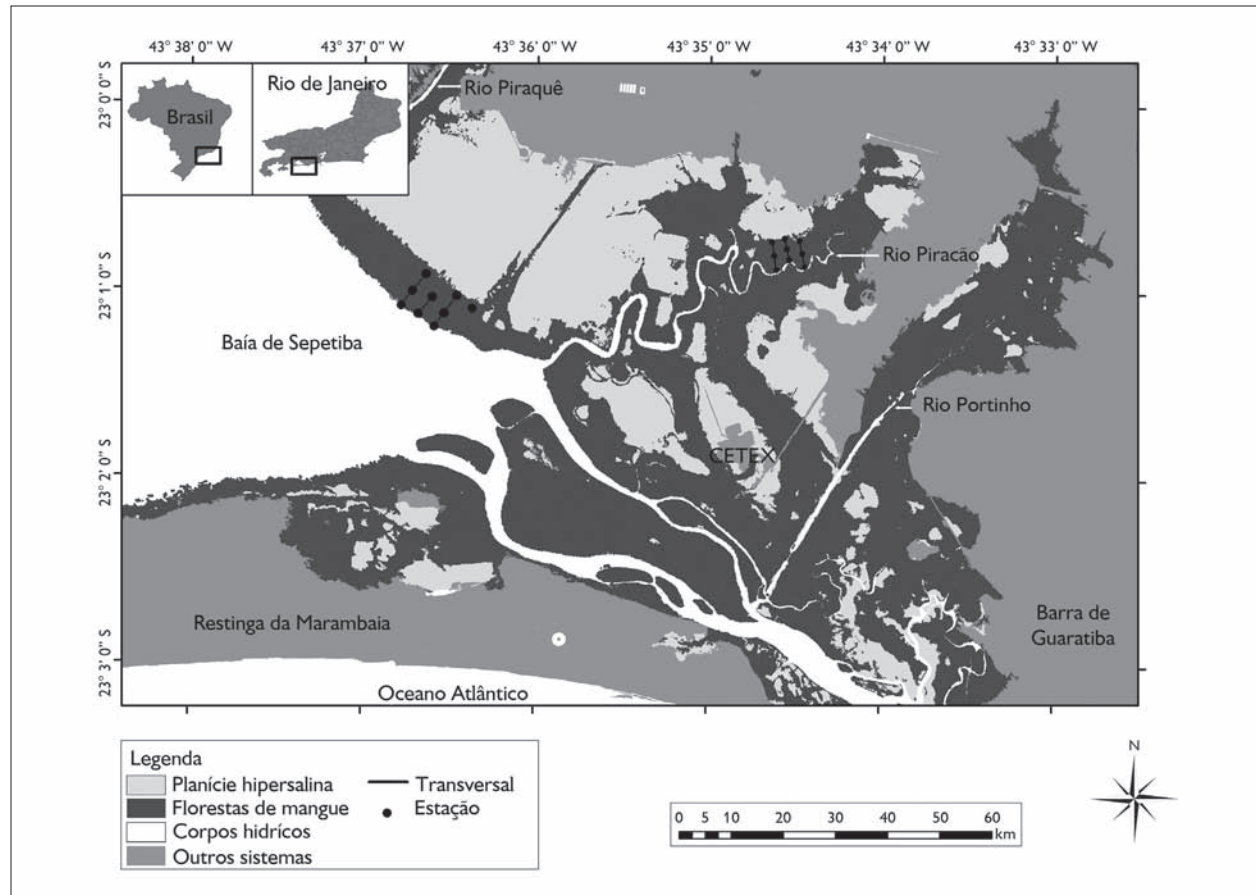 43° 38' 0'' W
43° 37' 0'' W
43° 36' 0'' W
43° 35' 0'' W
43° 34' 0'' W
43° 33' 0'' W
23° 0' 0'' S
23° 1' 0'' S
23° 2' 0'' S
23° 3' 0'' S
Brasil
Rio de Janeiro
Rio Piraquê
Rio Piracão
Baía de Sepetiba
Rio Portinho
CETEX
Restinga da Marambaia
Barra de
Guaratiba
Oceano Atlântico
Legenda
Planície hipersalina
Florestas de mangue
Corpos hidrícos
Outros sistemas
Transversal
Estação
0 5 10 20 30 40 50 60
km
N